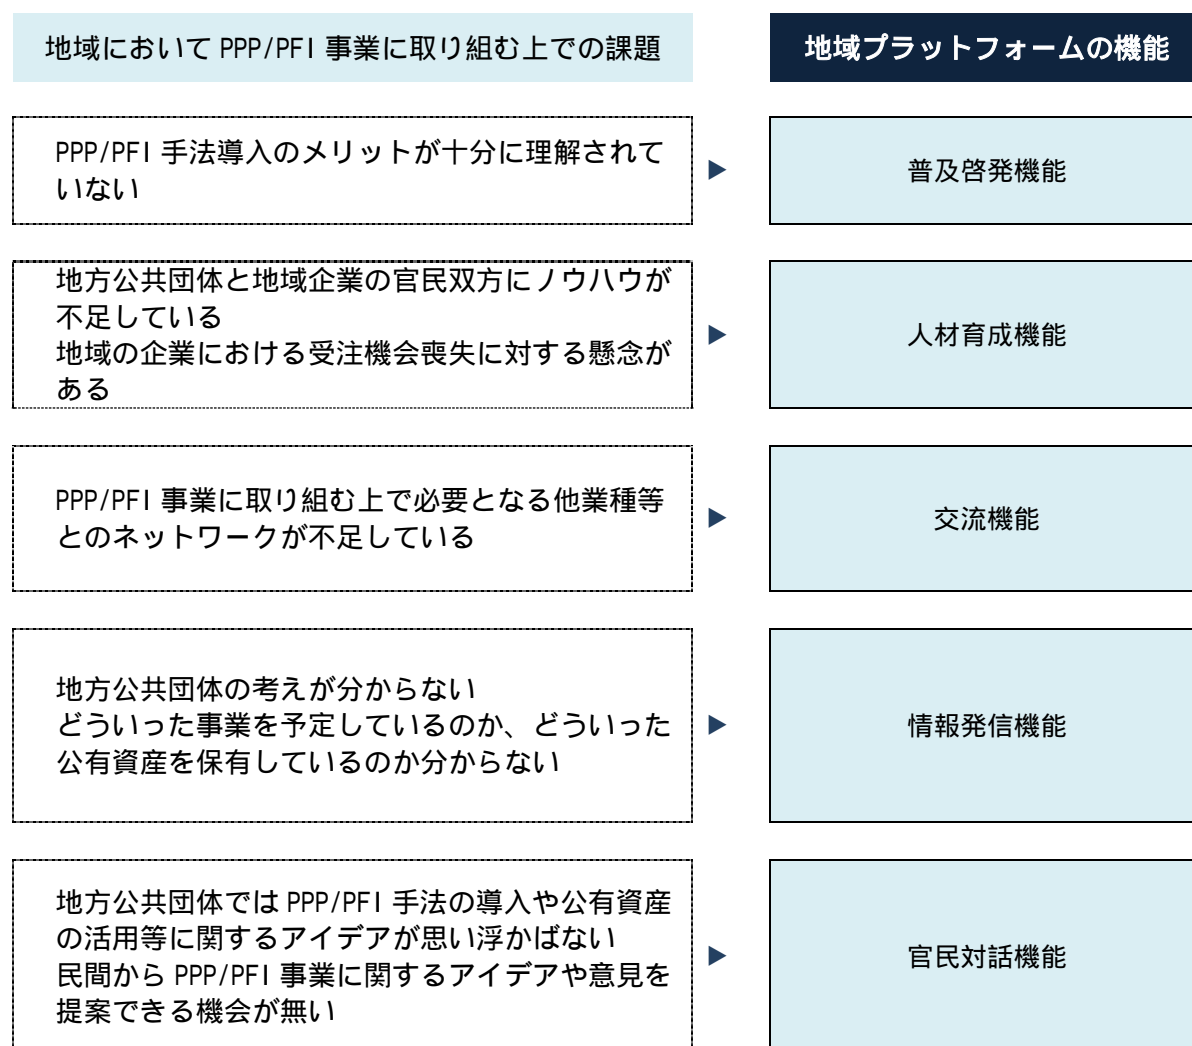 地域において PPP/PFI 事業に取り組む上での課題
地域プラットフォームの機能
PPP/PFI 手法導入のメリットが十分に理解されて
いない
▶
普及啓発機能
地方公共団体と地域企業の官民双方にノウハウが
不足している
地域の企業における受注機会喪失に対する懸念が
ある
▶
人材育成機能
PPP/PFI 事業に取り組む上で必要となる他業種等
とのネットワークが不足している
▶
交流機能
地方公共団体の考えが分からない
どういった事業を予定しているのか、どういった
公有資産を保有しているのか分からない
▶
情報発信機能
地方公共団体では PPP/PFI 手法の導入や公有資産
の活用等に関するアイデアが思い浮かばない
民間から PPP/PFI 事業に関するアイデアや意見を
提案できる機会が無い
▶
官民対話機能